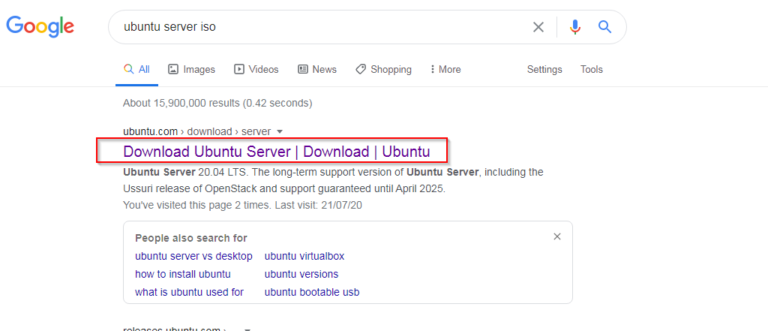 Google
ubuntu server iso
All Images Videos News Shopping More Settings Tools
About 15,900,000 results (0.42 seconds)
ubuntu.com › download › server
Download Ubuntu Server | Download | Ubuntu
Ubuntu Server 20.04 LTS. The long-term support version of Ubuntu Server, including the
Ussuri release of OpenStack and support guaranteed until April 2025.
You've visited this page 2 times. Last visit: 21/07/20
People also search for
ubuntu server vs desktop ubuntu virtualbox
how to install ubuntu ubuntu versions
what is ubuntu used for ubuntu bootable usb
releases.ubuntu.com ›